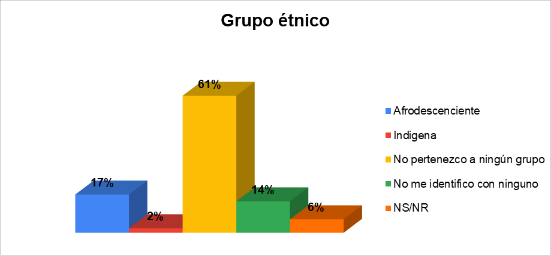 Grupo étnico
61%
17%
2%
14%
6%
Afrodescenciente
Indigena
No pertenezco a ningún grupo
No me identifico con ninguno
NS/NR